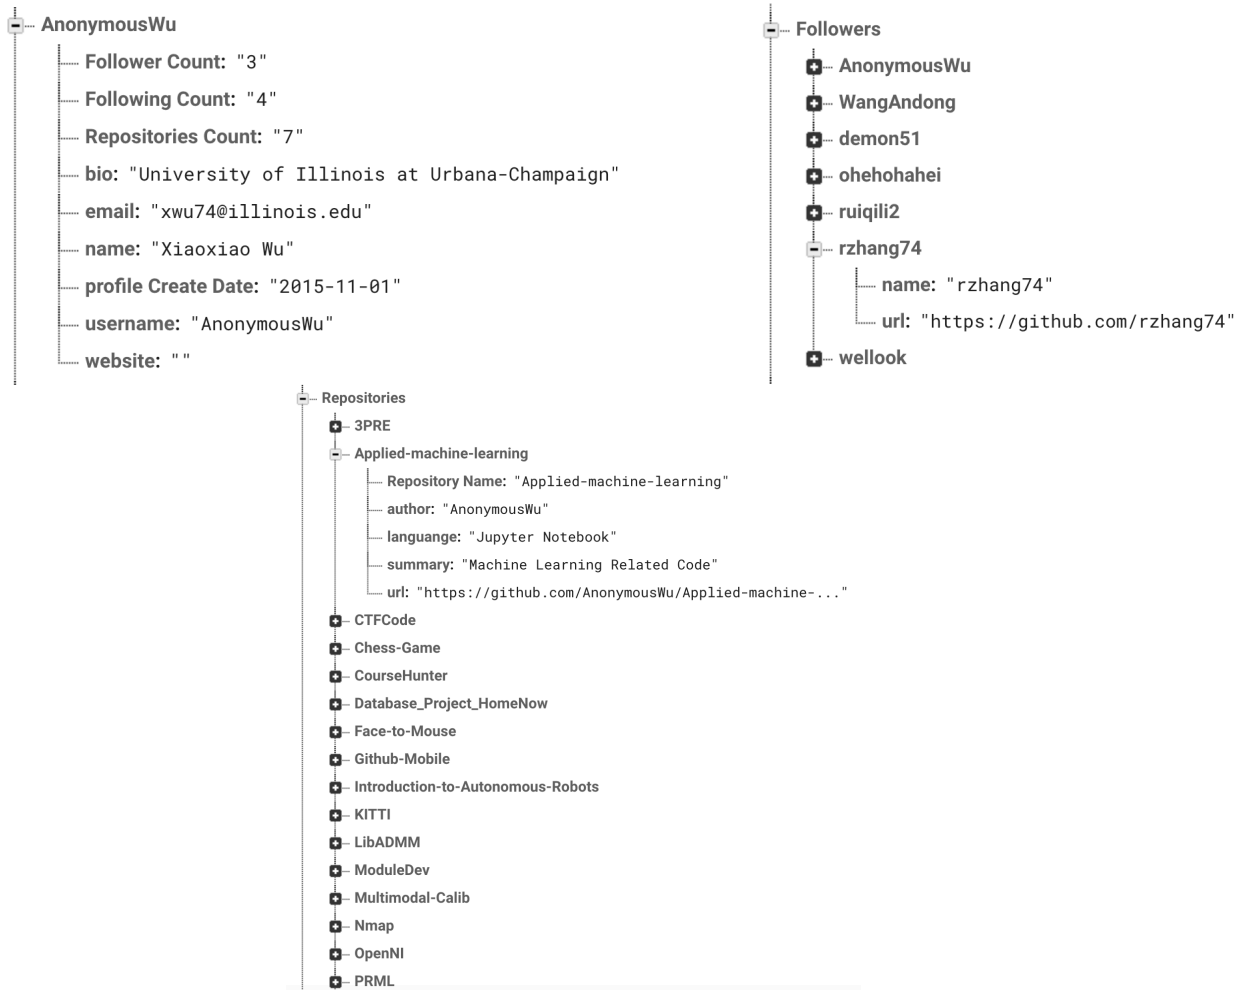 AnonymousWu
Follower Count: "3"
Following Count: "4"
Repositories Count: "7"
bio: "University of Illinois at Urbana-Champaign"
email: "xwu74@illinois.edu"
name: "Xiaoxiao Wu"
profile Create Date: "2015-11-01"
username: "AnonymousWu"
website: ""
Followers
AnonymousWu
WangAndong
demon51
ohehohahei
ruiqili2
rzhang74
name: "rzhang74"
url: "https://github.com/rzhang74"
wellook
Repositories
3PRE
Applied-machine-learning
Repository Name: "Applied-machine-learning"
author: "AnonymousWu"
languange: "Jupyter Notebook"
summary: "Machine Learning Related Code"
url: "https://github.com/AnonymousWu/Applied-machine-..."
CTFCode
Chess-Game
CourseHunter
Database_Project_HomeNow
Face-to-Mouse
Github-Mobile
Introduction-to-Autonomous-Robots
KITTI
LibADMM
ModuleDev
Multimodal-Calib
Nmap
OpenNI
PRML